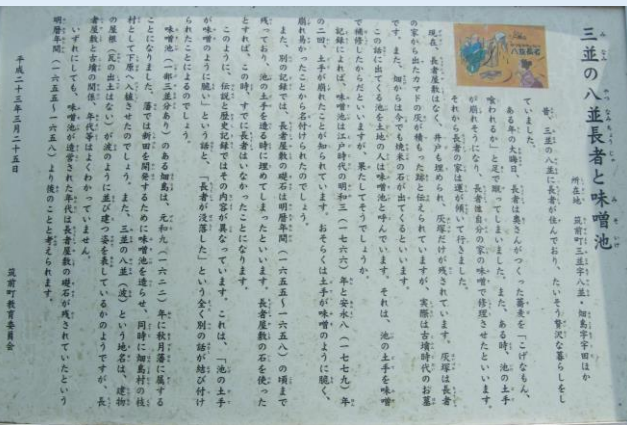 三並の八並長者と味噌池
所在地 筑前町三並字八並、畑島字字田ほか
昔、三並の八並に長者が住んでおり、たいそう贅沢な暮らしをし
ていました。
ある年の大晦日、長者は奥さんがつくった蕎麦を「こげなもん、
喰われるか」と足で蹴ってしまいました。また、ある時、池の土手
が崩れそうになり、長者は自分の家の味噌で修理させたといいます。
それから長者の家は運が傾いて行きました。
現在、長者屋敷はなく、井戸も埋められ、灰塚だけが残されています。灰塚は長者
の家から出たカマドの灰が積もった跡と伝えられていますが、実際は古墳時代のお墓
です。また、畑からは今でも焼米の石が出てくるといいます。
この話に出てくる池を土地の人は味噌池と呼んでいます。それは、池の土手を味噌
で補修したからだといいますが、果たしてそうでしょうか。
記録によれば、味噌池は江戸時代の明和三(一七六六)年と安永八(一七七九)年
の二回、土手が崩れたことが知られています。おそらくは土手が味噌のように脆く、
崩れ易かったことから名付けられたのでしょう。
また、別の記録では、長者屋敷の礎石は明暦年間(一六五五~一六五八)の頃まで
残っており、池の土手を造る時に埋めてしまったといいます。長者屋敷の石を使った
とすれば、この時、すでに長者はいなかったことになります。
このように、伝説と歴史記録ではその内容が異なっています。これは、「池の土手
が味噌のように脆い」という話と、「長者が没落した」という全く別の話が結び付け
られたことによるのでしょう。
味噌池(一部三並分あり)のある畑島は、元和九(一六二二)年に秋月藩に属する
ことになりました。藩では新田を開発するために味噌池を造らせ、同時に畑島村の枝
村として下原へ入植させたのでしょう。また、三並の八並(波)という地名は、建物
の屋根(瓦の出土はない)が波のように並び建つ姿を表しているかのようですが、長
者屋敷と古墳の関係、年代等はよくわかっていません。
いずれにしても、味噌池が造営された年代は長者屋敷の礎石が残されていたという
明暦年間(一六五五~一六五八)より後のことと考えられます。
平成二十三年三月二十五日
筑前町教育委員会